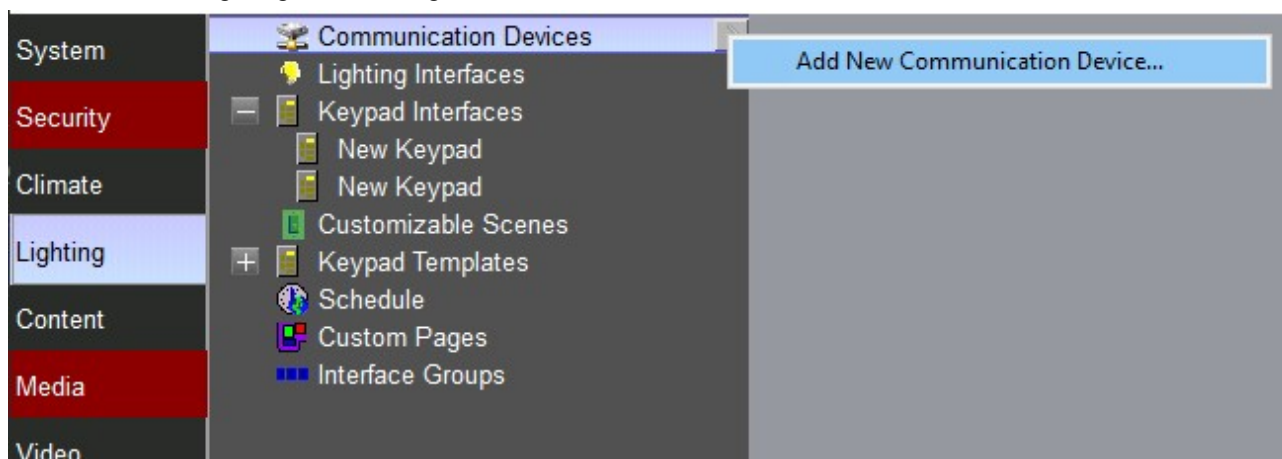 System
Security
Climate
Lighting
Content
Media
Video
Communication Devices
Lighting Interfaces
Keypad Interfaces
New Keypad
New Keypad
Customizable Scenes
Keypad Templates
Schedule
Custom Pages
Interface Groups
Add New Communication Device...